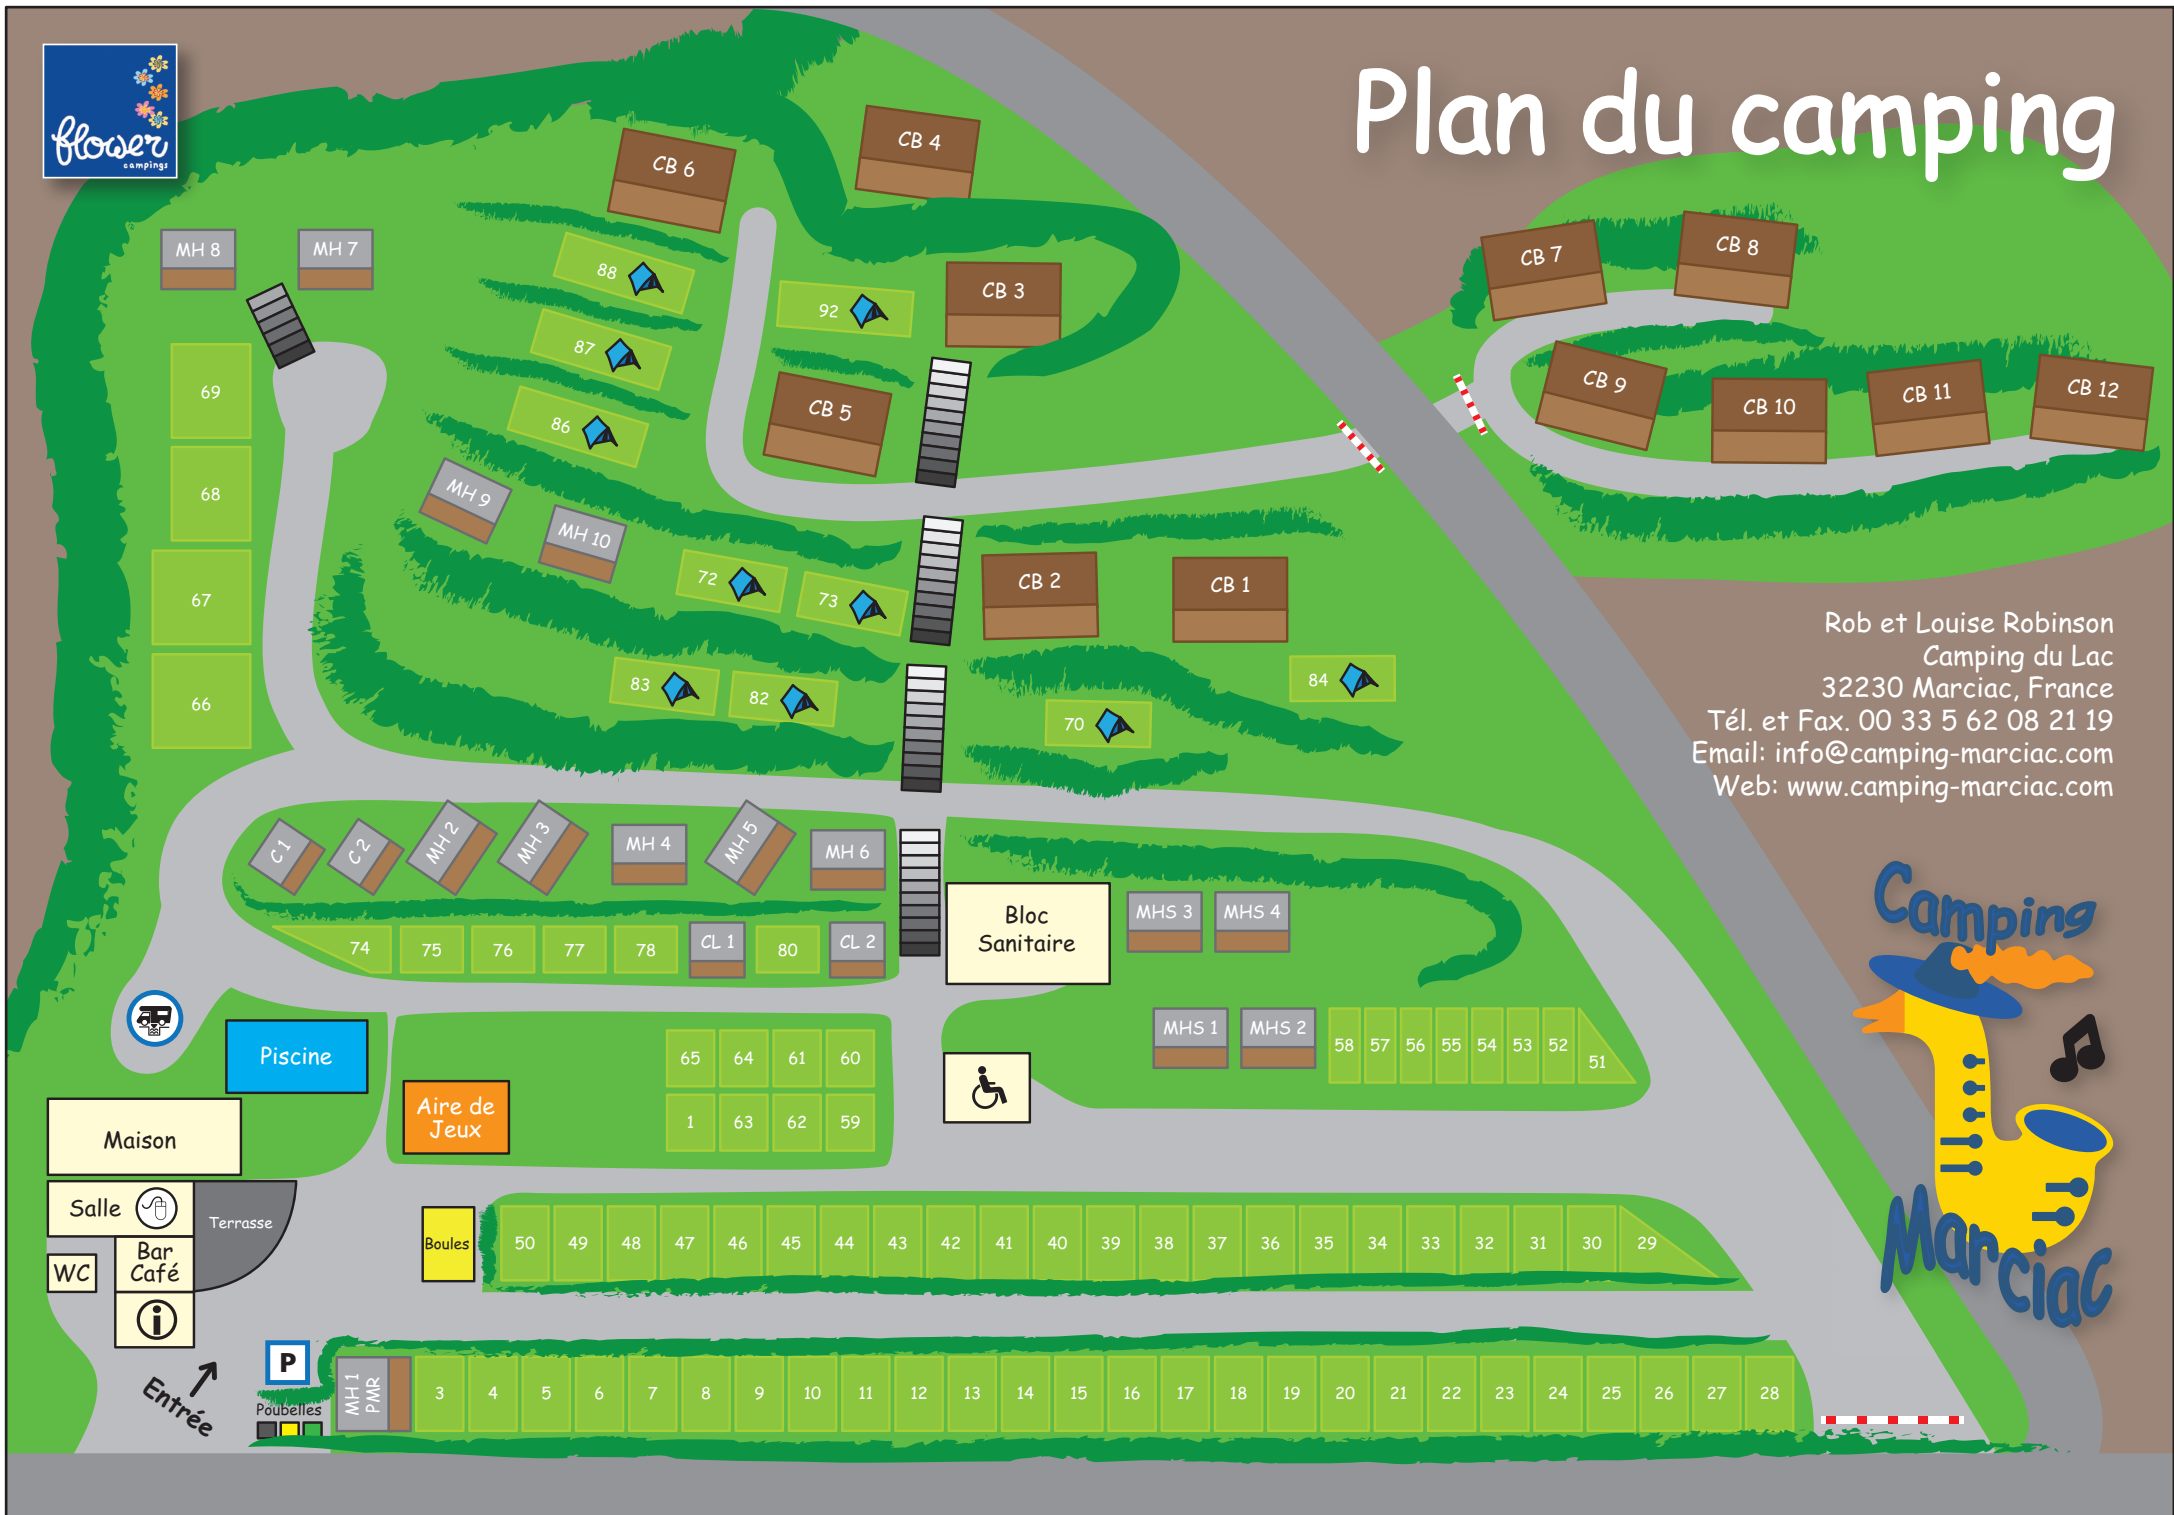 flower
campings
Plan du camping
CB 4
CB 6
CB 7
CB 8
MH 8
MH 7
88
92
CB 3
87
CB 9
CB 10
CB 11
CB 12
69
86
CB 5
68
MH 9
MH 10
72
73
CB 2
CB 1
67
66
83
82
70
84
Rob et Louise Robinson
Camping du Lac
32230 Marciac, France
Tél. et Fax. 00 33 5 62 08 21 19
Email: info@camping-marciac.com
Web: www.camping-marciac.com
C 1
C 2
MH 2
MH 3
MH 4
MH 5
MH 6
Bloc
Sanitaire
MHS 3
MHS 4
74
75
76
77
78
CL 1
80
CL 2
Camping
Marciac
Piscine
65
64
61
60
MHS 1
MHS 2
58
57
56
55
54
53
52
51
Aire de
Jeux
1
63
62
59
Maison
Salle
Terrasse
Bar
Café
WC
Boules
50
49
48
47
46
45
44
43
42
41
40
39
38
37
36
35
34
33
32
31
30
29
i
Entrée
P
Poubelles
MH 1
PMR
3
4
5
6
7
8
9
10
11
12
13
14
15
16
17
18
19
20
21
22
23
24
25
26
27
28